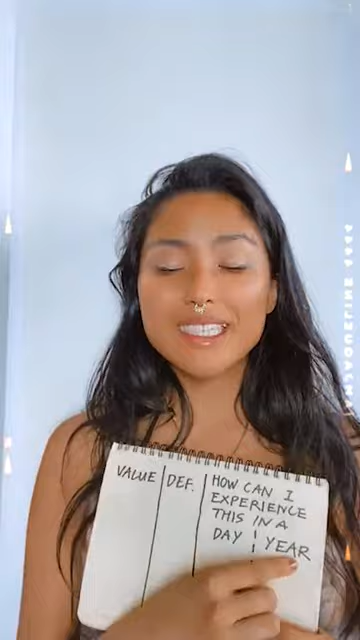 VALUE
DEF.
HOW CAN I
EXPERIENCE
THIS IN A
DAY
YEAR